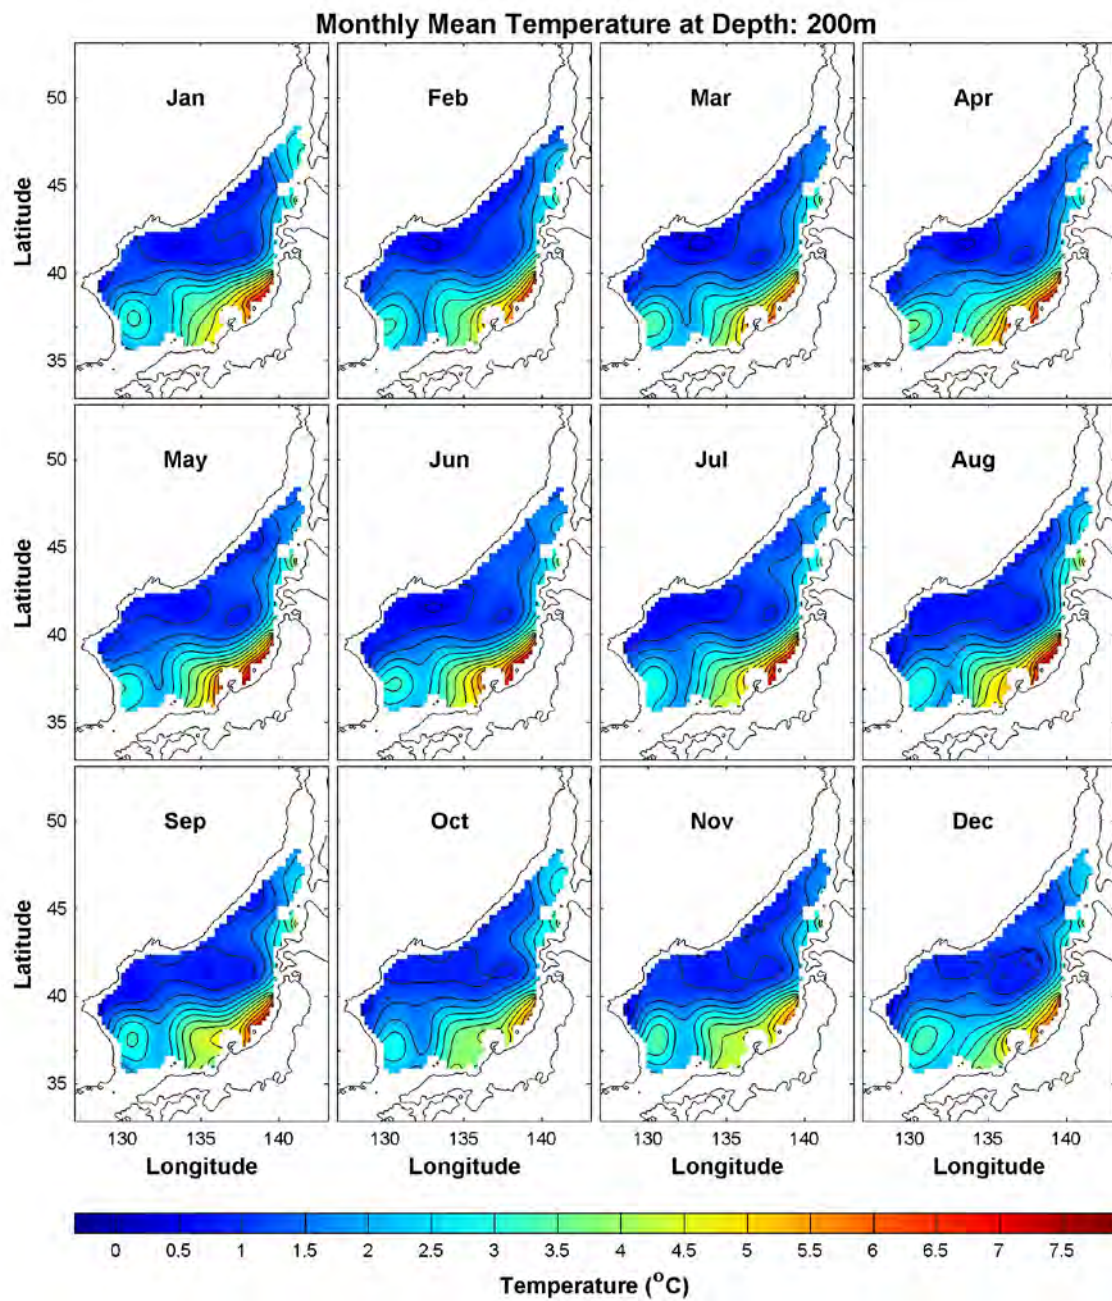 Monthly Mean Temperature at Depth: 200m
Jan Feb Mar Apr
50
45
40
35
Latitude
May Jun Jul Aug
50
45
40
35
Latitude
Sep Oct Nov Dec
50
45
40
35
Latitude
130 135 140 130 135 140 130 135 140 130 135 140
Longitude Longitude Longitude Longitude
0 0.5 1 1.5 2 2.5 3 3.5 4 4.5 5 5.5 6 6.5 7 7.5
Temperature (°C)